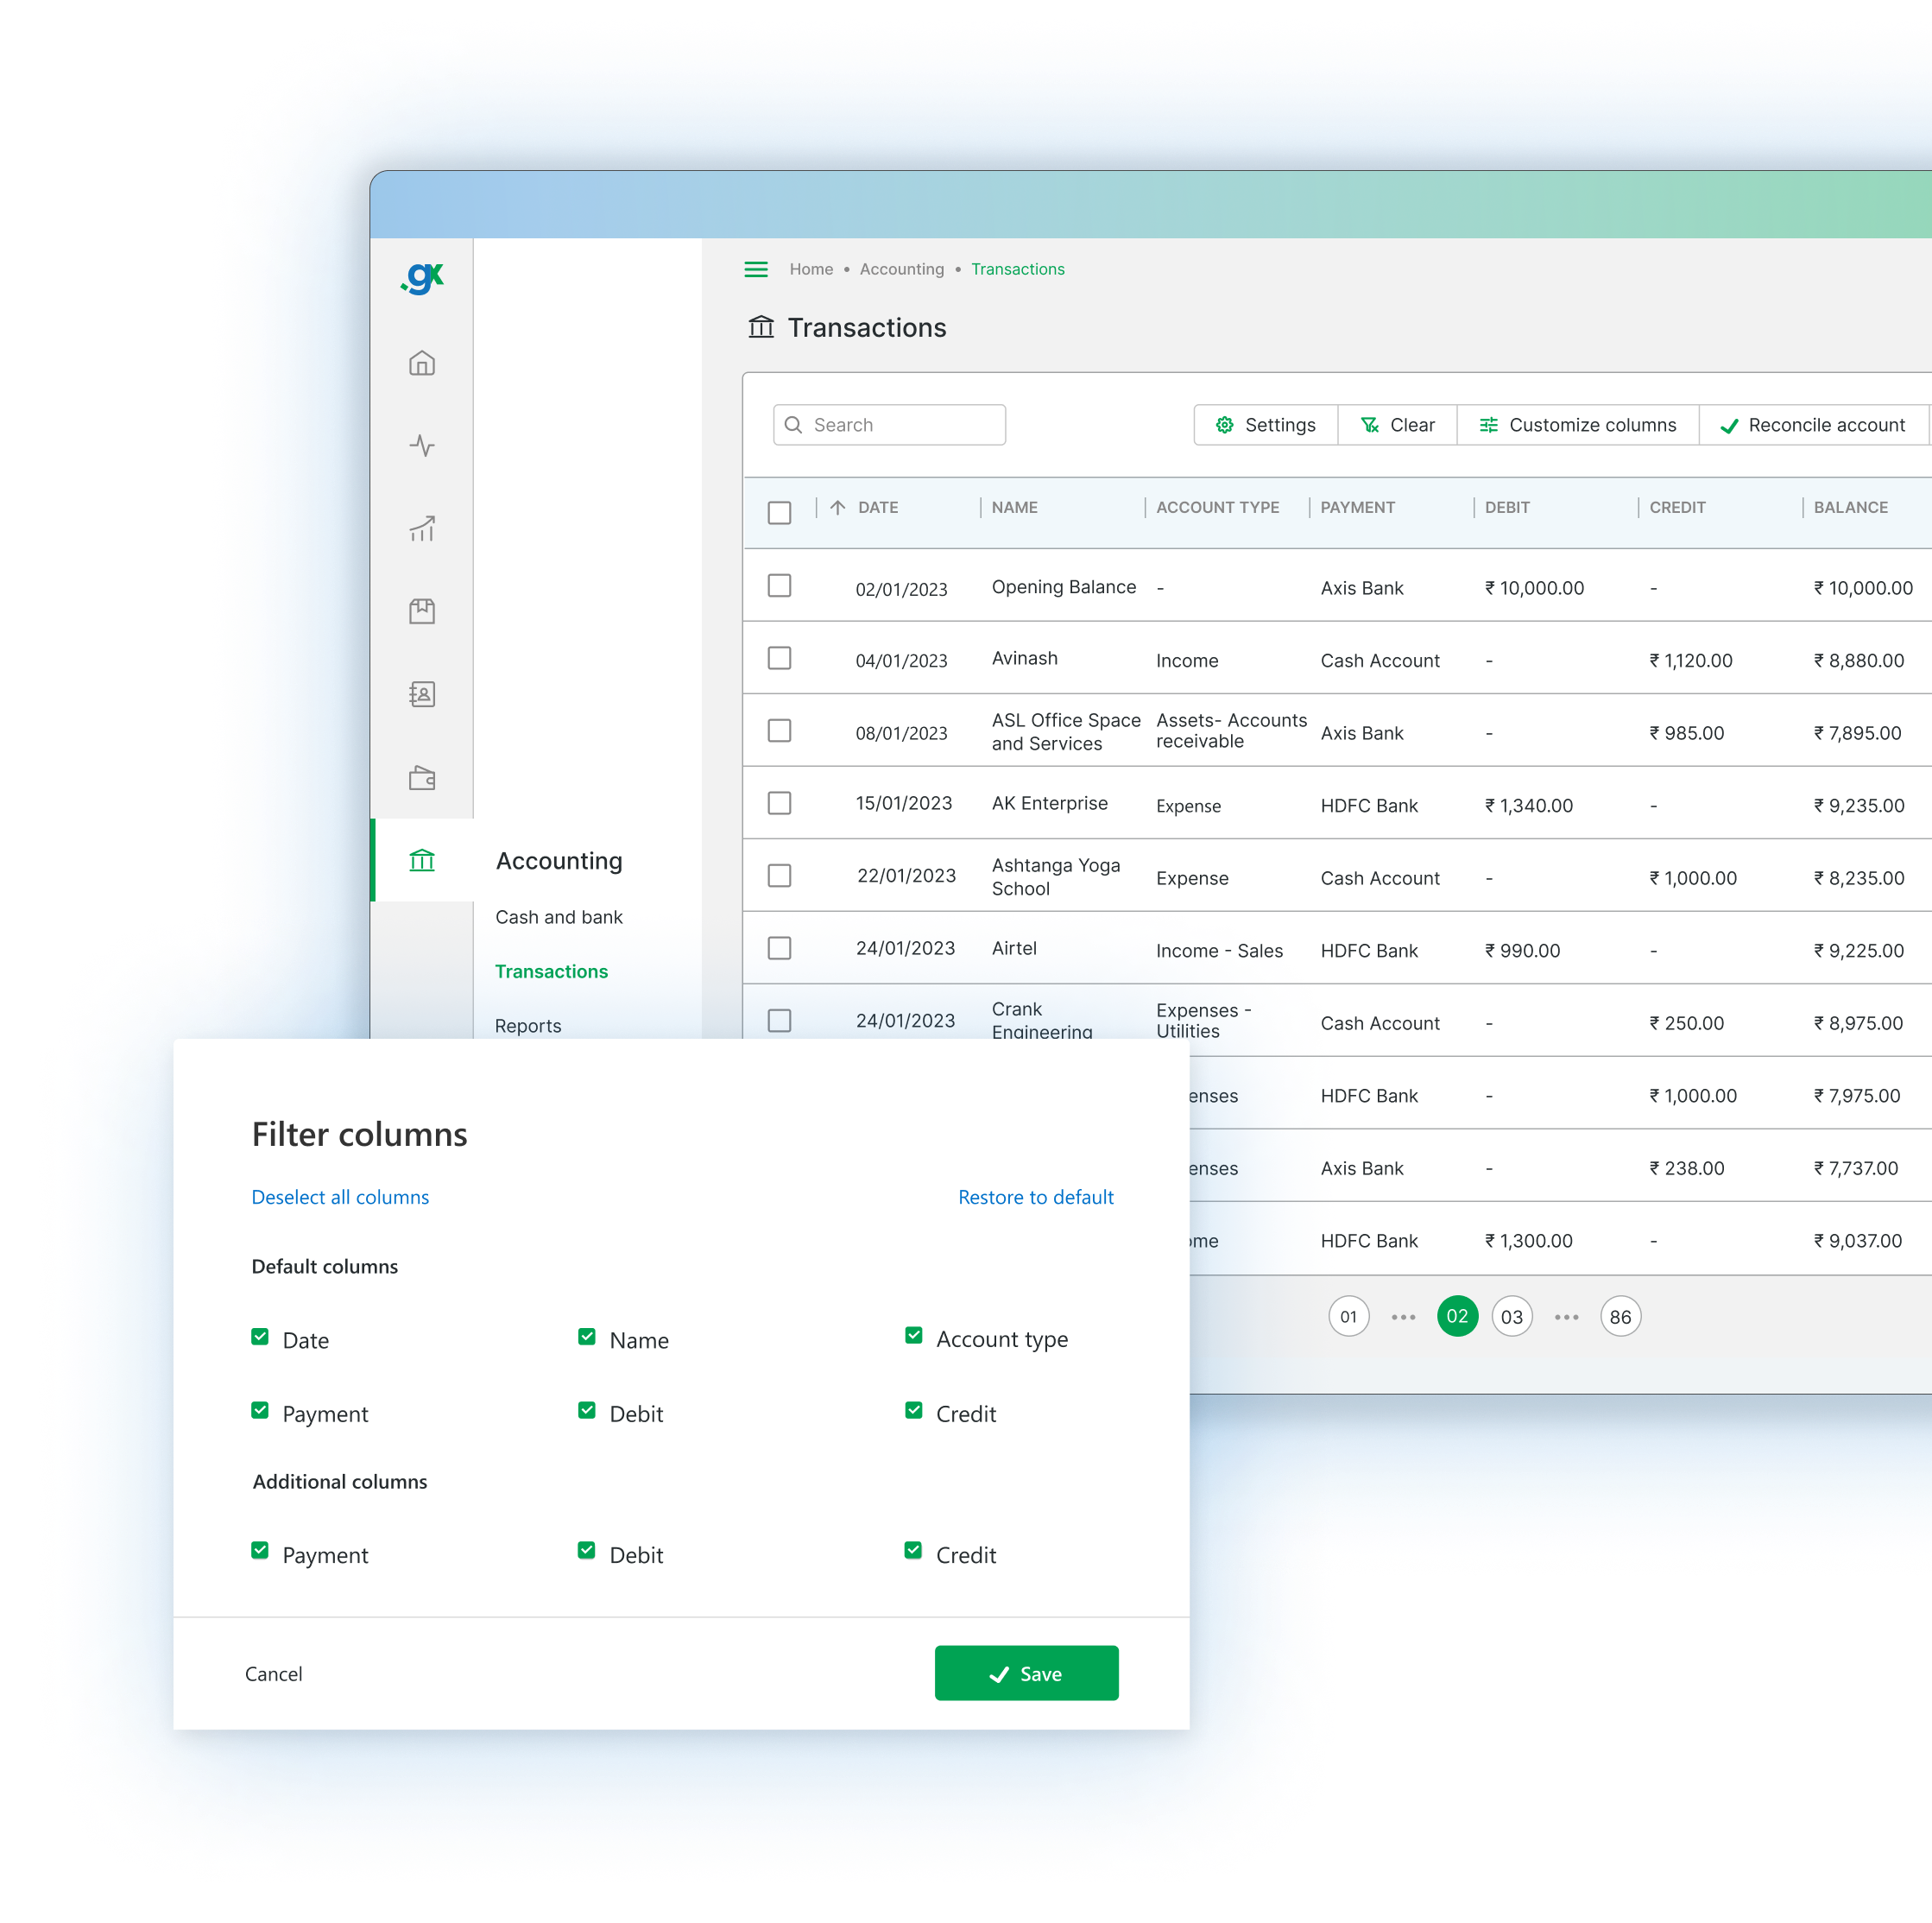 .gx
Home • Accounting • Transactions
Transactions
Search
Settings
Clear
Customize columns
Reconcile account
DATE NAME ACCOUNT TYPE PAYMENT DEBIT CREDIT BALANCE
02/01/2023 Opening Balance - Axis Bank ₹ 10,000.00 - ₹ 10,000.00
04/01/2023 Avinash Income Cash Account - ₹ 1,120.00 ₹ 8,880.00
08/01/2023 ASL Office Space Assets- Accounts Axis Bank - ₹ 985.00 ₹ 7,895.00
and Services receivable
15/01/2023 AK Enterprise Expense HDFC Bank ₹ 1,340.00 - ₹ 9,235.00
22/01/2023 Ashtanga Yoga Expense Cash Account - ₹ 1,000.00 ₹ 8,235.00
School
24/01/2023 Airtel Income - Sales HDFC Bank ₹ 990.00 - ₹ 9,225.00
24/01/2023 Crank Expenses - Cash Account - ₹ 250.00 ₹ 8,975.00
Engineering Utilities
HDFC Bank - ₹ 1,000.00 ₹ 7,975.00
Axis Bank - ₹ 238.00 ₹ 7,737.00
HDFC Bank ₹ 1,300.00 - ₹ 9,037.00
01 ••• 02 03 ••• 86
Accounting
Cash and bank
Transactions
Reports
Filter columns
Deselect all columns Restore to default
Default columns
Date Name Account type
Payment Debit Credit
Additional columns
Payment Debit Credit
Cancel Save